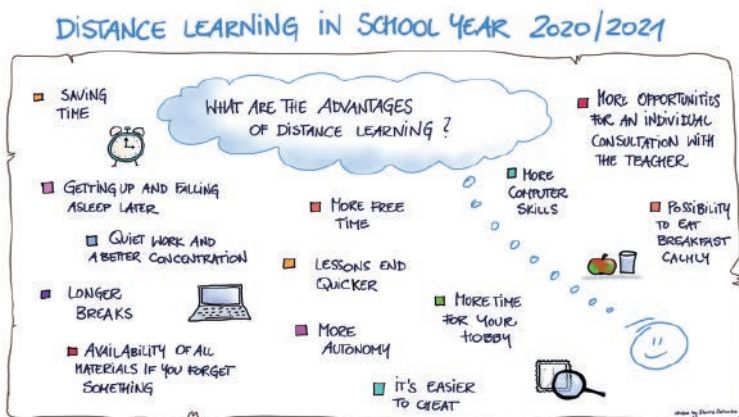 DISTANCE LEARNING IN SCHOOL YEAR 2020/2021
WHAT ARE THE ADVANTAGES
OF DISTANCE LEARNING?
SAVING
TIME
GETTING UP AND FALLING
ASLEEP LATER
QUIET WORK AND
A BETTER CONCENTRATION
LONGER
BREAKS
AVAILABILITY OF ALL
MATERIALS IF YOU FORGET
SOMETHING
MORE FREE
TIME
LESSONS END
QUICKER
MORE
AUTONOMY
IT'S EASIER
TO CHEAT
MORE TIME
FOR YOUR
HOBBY
MORE
COMPUTER
SKILLS
MORE OPPORTUNITIES
FOR AN INDIVIDUAL
CONSULTATION WITH
THE TEACHER
POSSIBILITY
TO EAT
BREAKFAST
CALMLY